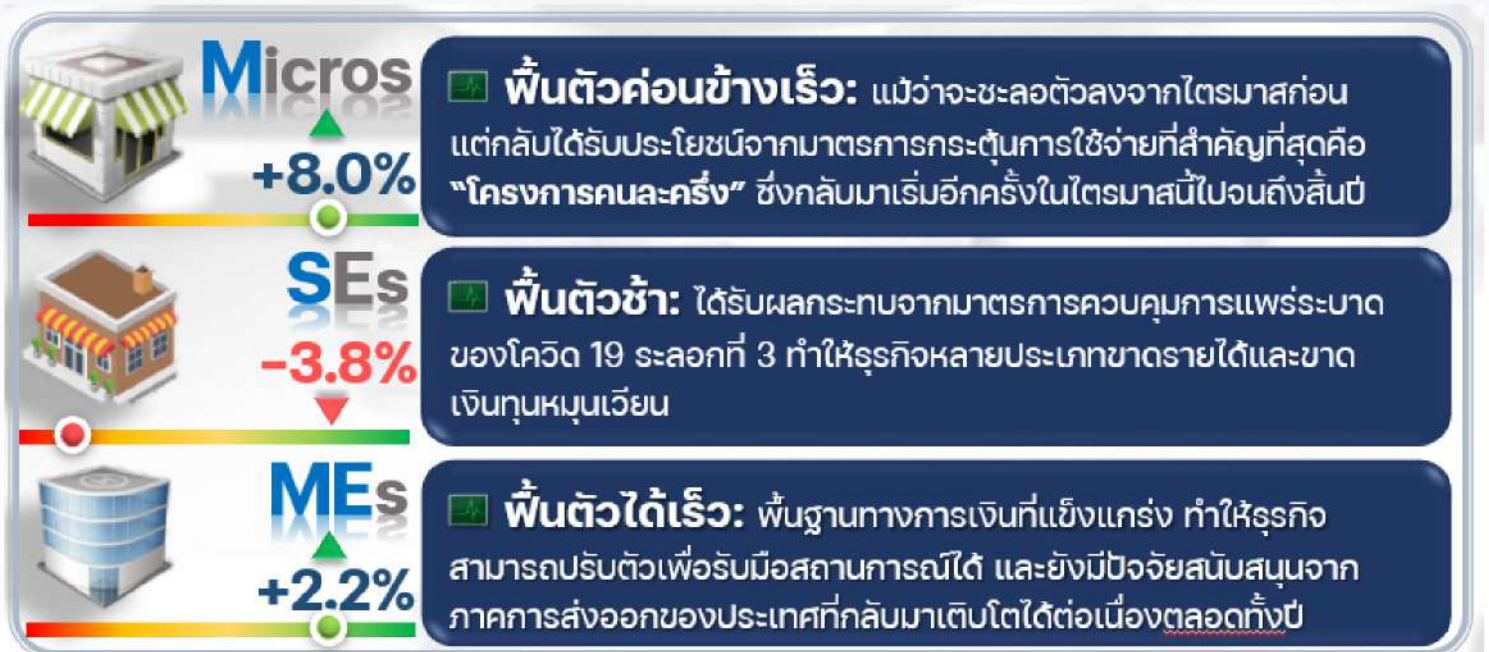 Micros
+8.0%
ฟื้นตัวค่อนข้างเร็ว: แม้ว่าจะชะลอตัวลงจากไตรมาสก่อน
แต่กลับได้รับประโยชน์จากมาตรการกระตุ้นการใช้จ่ายที่สำคัญที่สุดคือ
“โครงการคนละครึ่ง” ซึ่งกลับมาเริ่มอีกครั้งในไตรมาสนี้ไปจนถึงสิ้นปี
SEs
-3.8%
ฟื้นตัวช้า: ได้รับผลกระทบจากมาตรการควบคุมการแพร่ระบาด
ของโควิด 19 ระลอกที่ 3 ทำให้ธุรกิจหลายประเภทขาดรายได้และขาด
เงินทุนหมุนเวียน
MEs
+2.2%
ฟื้นตัวได้เร็ว: พื้นฐานทางการเงินที่แข็งแกร่ง ทำให้ธุรกิจ
สามารถปรับตัวเพื่อรับมือสถานการณ์ได้ และยังมีปัจจัยสนับสนุนจาก
ภาคการส่งออกของประเทศที่กลับมาเติบโตได้ต่อเนื่องตลอดทั้งปี